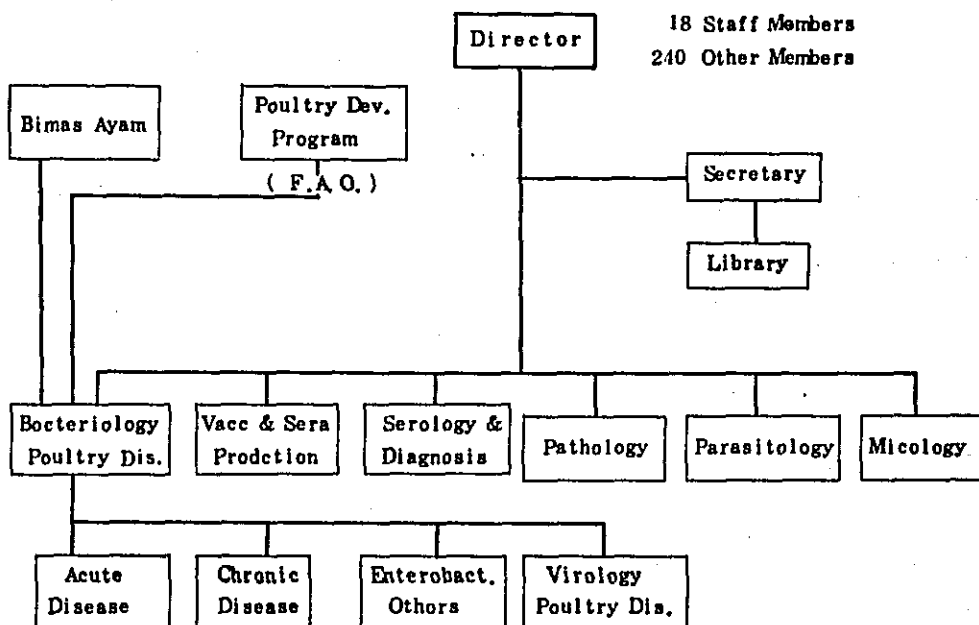 Director
18 Staff Members
240 Other Members
Bimas Ayam
Poultry Dev.
Program
( F.A.O. )
Secretary
Library
Bocteriology
Poultry Dis.
Vacc & Sera
Prodction
Serology &
Diagnosis
Pathology
Parasitology
Micology
Acute
Disease
Chronic
Disease
Enterobact.
Othors
Virology
Poultry Dis.